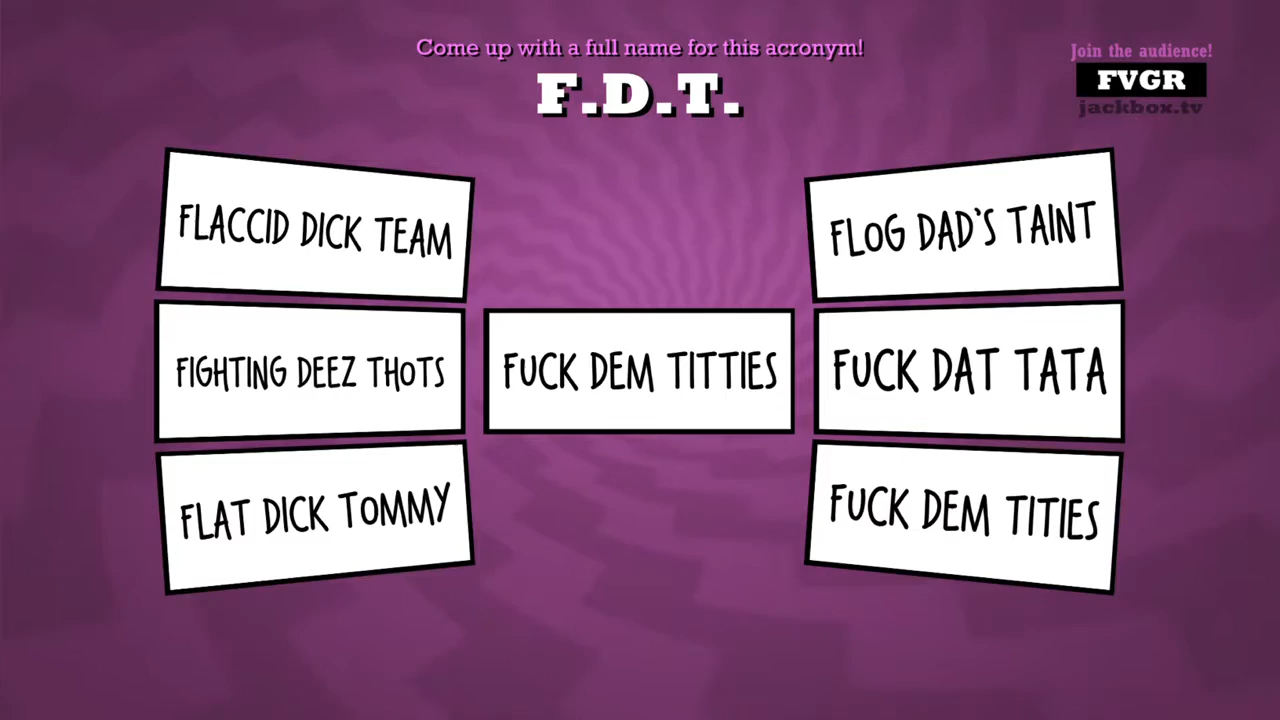 Come up with a full name for this acronym!
F.D.T.
Join the audience!
FVGR
jackbox.tv
FLACCID DICK TEAM
FIGHTING DEEZ THOTS
FLAT DICK TOMMY
FUCK DEM TITTIES
FLOG DAD'S TAINT
FUCK DAT TATA
FUCK DEM TITIES